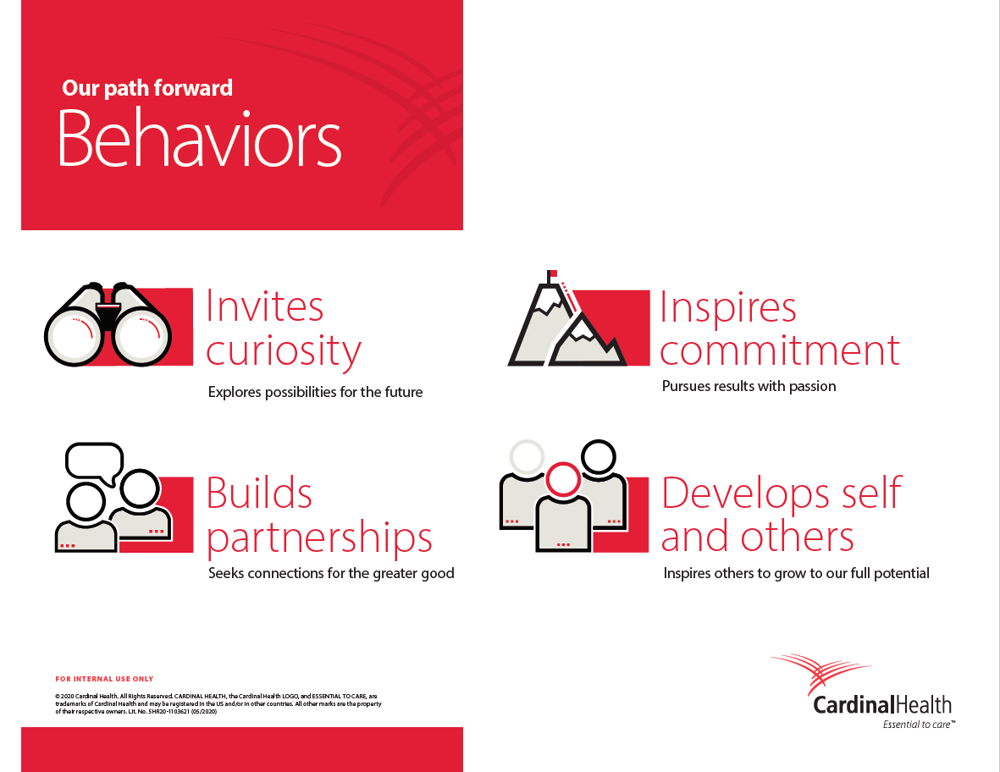 Our path forward
Behaviors
Invites
curiosity
Explores possibilities for the future
Inspires
commitment
Pursues results with passion
Builds
partnerships
Seeks connections for the greater good
Develops self
and others
Inspires others to grow to our full potential
FOR INTERNAL USE ONLY
© 2020 Cardinal Health. All Rights Reserved. CARDINAL HEALTH, the Cardinal Health LOGO, and ESSENTIAL TO CARE, are
trademarks of Cardinal Health and may be registered in the US and/or in other countries. All other marks are the property
of their respective owners. Lit. No. 5HR20-1103621 (05/2020)
CardinalHealth
Essential to care™